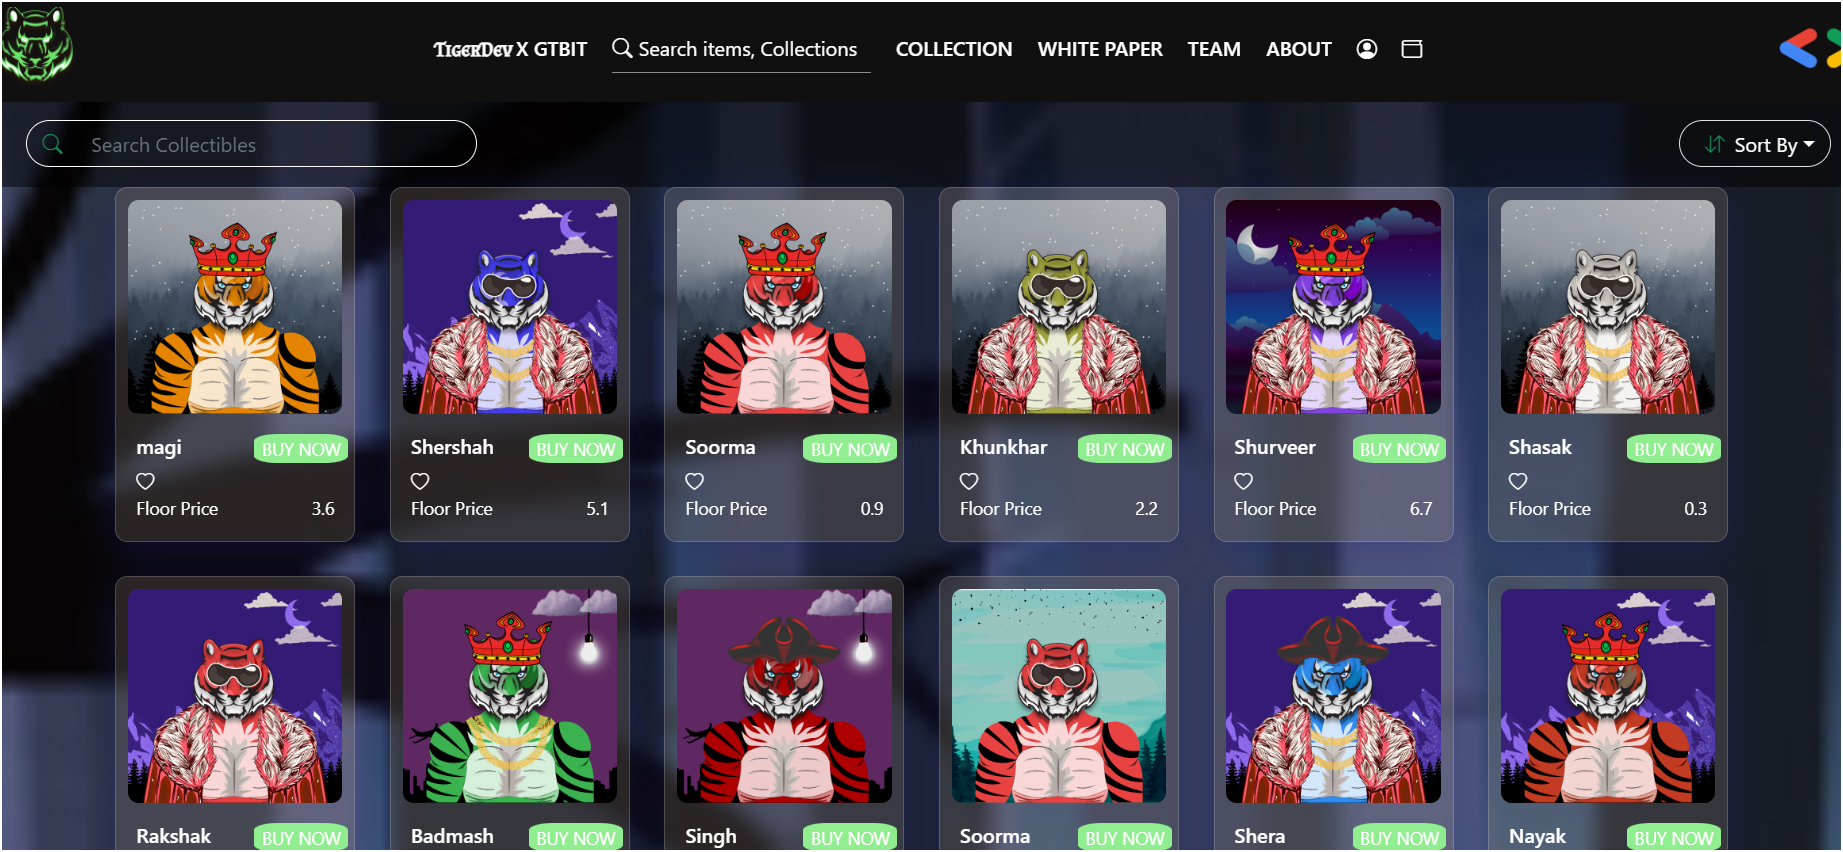 TIGERDEV X GTBIT Search items, Collections COLLECTION WHITE PAPER TEAM ABOUT
Search Collectibles Sort By
magi BUY NOW Shershah BUY NOW Soorma BUY NOW Khunkhar BUY NOW Shurveer BUY NOW Shasak BUY NOW
Floor Price 3.6 Floor Price 5.1 Floor Price 0.9 Floor Price 2.2 Floor Price 6.7 Floor Price 0.3
Rakshak BUY NOW Badmash BUY NOW Singh BUY NOW Soorma BUY NOW Shera BUY NOW Nayak BUY NOW